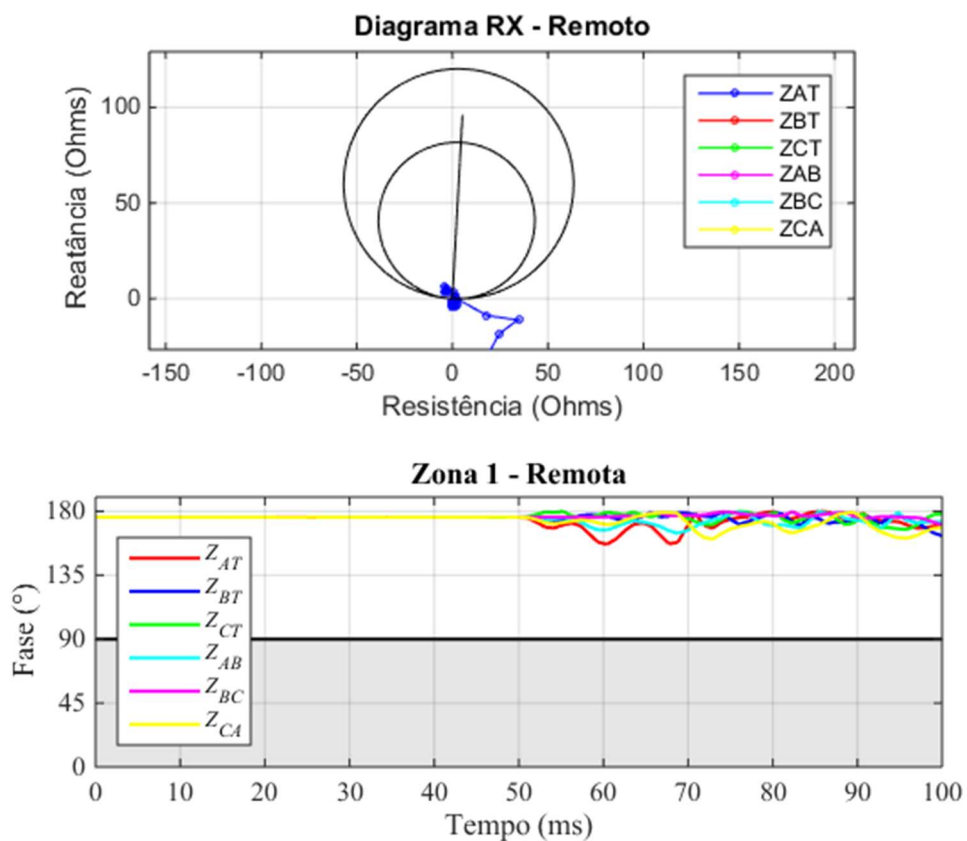 Diagrama RX - Remoto
Reatância (Ohms)
100
50
0
-150 -100 -50 0 50 100 150 200
Resistência (Ohms)
ZAT
ZBT
ZCT
ZAB
ZBC
ZCA
Zona 1 - Remota
Fase (°)
180
135
90
45
0
Z_AT
Z_BT
Z_CT
Z_AB
Z_BC
Z_CA
0 10 20 30 40 50 60 70 80 90 100
Tempo (ms)